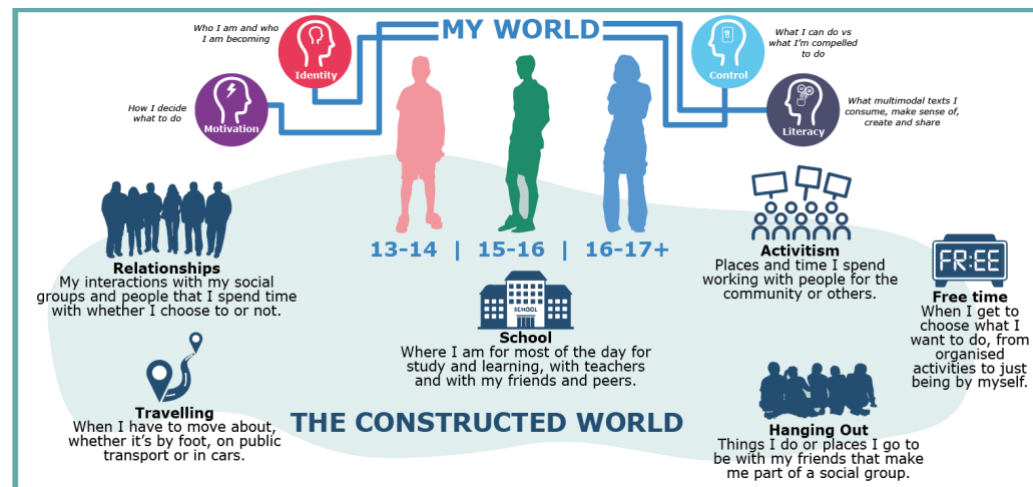 MY WORLD
Who I am and who
I am becoming
Identity
How I decide
what to do
Motivation
What I can do vs
what I'm compelled
to do
Control
What multimodal texts I
consume, make sense of,
create and share
Literacy
13-14 | 15-16 | 16-17+
Relationships
My interactions with my social
groups and people that I spend time
with whether I choose to or not.
SCHOOL
School
Where I am for most of the day for
study and learning, with teachers
and with my friends and peers.
Activitism
Places and time I spend
working with people for the
community or others.
FR:EE
Free time
When I get to
choose what I
want to do, from
organised
activities to just
being by myself.
Travelling
When I have to move about,
whether it's by foot, on public
transport or in cars.
THE CONSTRUCTED WORLD
Hanging Out
Things I do or places I go to
be with my friends that make
me part of a social group.